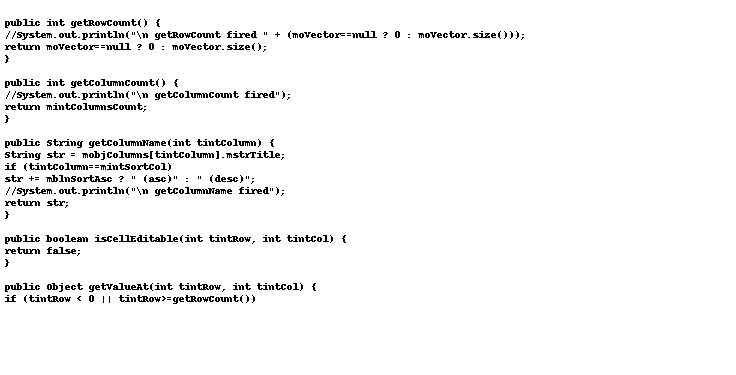 public int getRowCount() {
//System.out.println("\n getRowCount fired " + (moVector==null ? 0 : moVector.size()));
return moVector==null ? 0 : moVector.size();
}
public int getColumnCount() {
//System.out.println("\n getColumnCount fired");
return mintColumnsCount;
}
public String getColumnName(int tintColumn) {
String str = mobjColumns[tintColumn].mstrTitle;
if (tintColumn==mintSortCol)
str += mblnSortAsc ? " (asc)" : " (desc)";
//System.out.println("\n getColumnName fired");
return str;
}
public boolean isCellEditable(int tintRow, int tintCol) {
return false;
}
public Object getValueAt(int tintRow, int tintCol) {
if (tintRow < 0 || tintRow>=getRowCount())